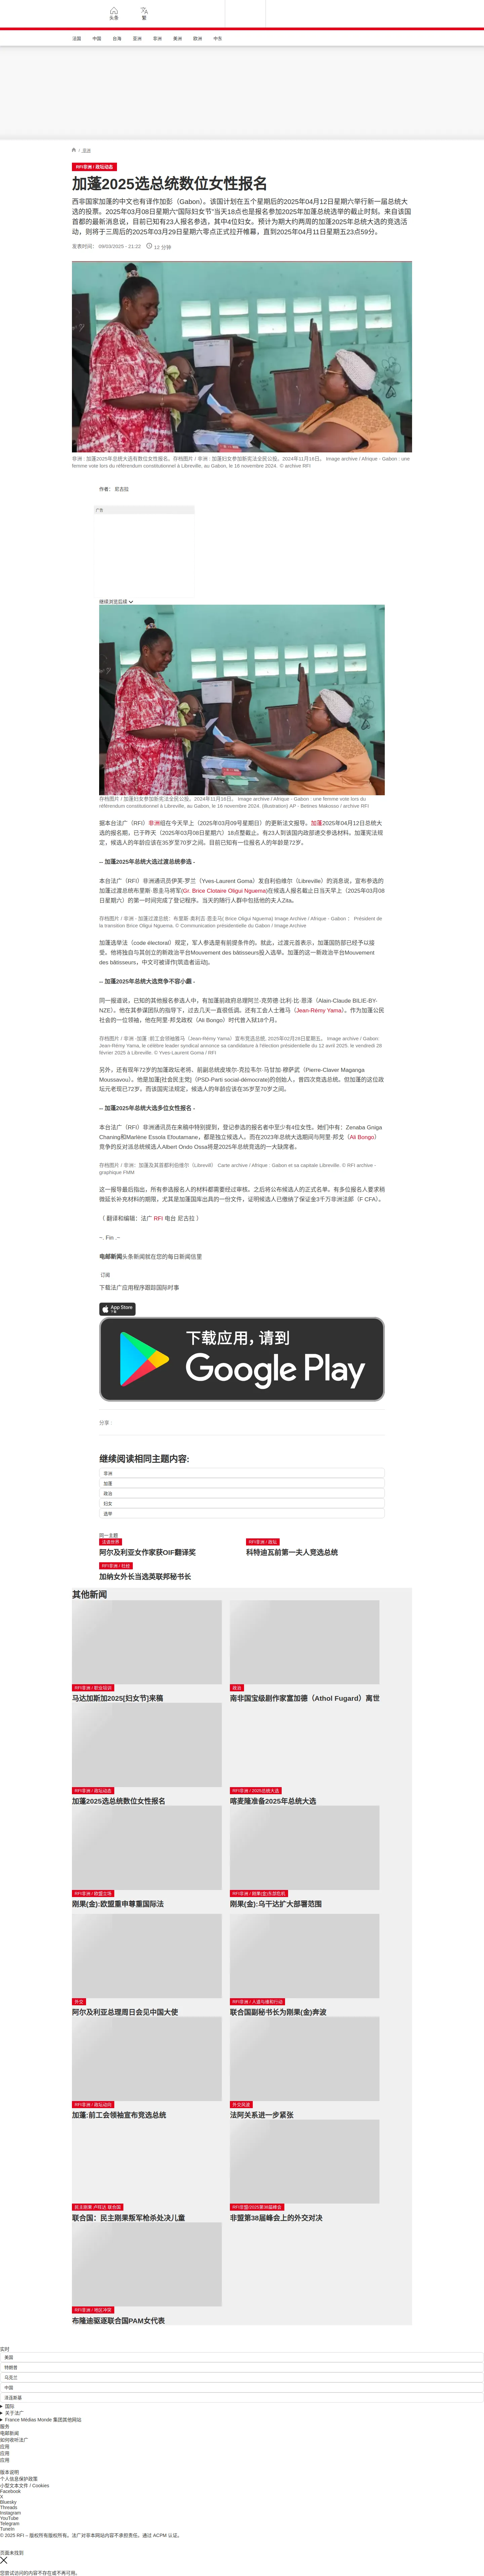 头条
繁
法国
中国
台海
亚洲
非洲
美洲
欧洲
中东
/ 非洲
RFI非洲 / 政坛动态
加蓬2025选总统数位女性报名
西非国家加蓬的中文也有译作加彭（Gabon）。该国计划在五个星期后的2025年04月12日星期六举行新一届总统大
选的投票。2025年03月08日星期六"国际妇女节"当天18点也是报名参加2025年加蓬总统选举的截止时刻。来自该国
首都的最新消息说，目前已知有23人报名参选，其中4位妇女。预计为期大约两周的加蓬2025年总统大选的竞选活
动，则将于三周后的2025年03月29日星期六零点正式拉开帷幕，直到2025年04月11日星期五23点59分。
发表时间： 09/03/2025 - 21:22
12 分钟
非洲 : 加蓬2025年总统大选有数位女性报名。存档图片 / 非洲 : 加蓬妇女参加新宪法全民公投。2024年11月16日。 Image archive / Afrique - Gabon : une
femme vote lors du référendum constitutionnel à Libreville, au Gabon, le 16 novembre 2024. © archive RFI
作者： 尼古拉
广告
继续浏览后续
存档图片 / 加蓬妇女参加新宪法全民公投。2024年11月16日。 Image archive / Afrique - Gabon : une femme vote lors du
référendum constitutionnel à Libreville, au Gabon, le 16 novembre 2024. (Illustration) AP - Betines Makosso / archive RFI
据本台法广（RFI）非洲组在今天早上（2025年03月09号星期日）的更新法文报导。加蓬2025年04月12日总统大
选的报名期，已于昨天（2025年03月08日星期六）18点整截止。有23人到该国内政部递交参选材料。加蓬宪法规
定，候选人的年龄应该在35岁至70岁之间。目前已知有一位报名人的年龄超出了范围。
-- 加蓬2025年总统大选过渡总统参选 -
本台法广（RFI）非洲通讯员伊芙-罗兰（Yves-Laurent Goma）发自利伯维尔（Libreville）的消息说，宣布参选的
加蓬过渡总统布里斯·恩圭马将军(Gr. Brice Clotaire Oligui Nguema)在候选人报名截止日当天早上（2025年03月08
日星期六）的第一时间完成了登记程序。当天的随行人群中包括他的夫人Zita。
存档图片 / 非洲 - 加蓬过渡总统：布里斯·奥利吉·恩圭马( Brice Oligui Nguema) Image Archive / Afrique - Gabon ： Président de
la transition Brice Oligui Nguema. © Communication présidentielle du Gabon / Image Archive
加蓬选举法（code électoral）规定，军人参选是有前提条件的。就此，过渡元首表示，加蓬国防部已经予以接
受。他将独自与其创立的新政治平台Mouvement des bâtisseurs投入选举。加蓬的这一新政治平台Mouvement
des bâtisseurs，中文可被译作[筑造者运动]。
-- 加蓬2025年总统大选竞争不容小觑 -
同一报道说，已知的其他报名参选人中，有加蓬前政府总理阿兰-克劳德·比利-比·恩泽（Alain-Claude BILIE-BY-
NZE）。他在其参谋团队的指导下，过去几天一直很低调。还有工会人士雅马（Jean-Rémy Yama）。作为加蓬公民
社会的一位领袖，他在阿里·邦戈政权（Ali Bongo）时代曾入狱18个月。
存档图片 / 非洲 -加蓬 :前工会领袖雅马（Jean-Rémy Yama）宣布竞选总统. 2025年02月28日星期五。 Image archive / Gabon:
Jean-Rémy Yama, le célèbre leader syndical annonce sa candidature à l'élection présidentielle du 12 avril 2025. le vendredi 28
février 2025 à Libreville. © Yves-Laurent Goma / RFI
另外，还有现年72岁的加蓬政坛老将、前副总统皮埃尔·克拉韦尔·马甘加·穆萨武（Pierre-Claver Maganga
Moussavou）。他是加蓬[社会民主党]（PSD-Parti social-démocrate)的创始人，曾四次竞选总统。但加蓬的这位政
坛元老现已72岁。而该国宪法规定，候选人的年龄应该在35岁至70岁之间。
-- 加蓬2025年总统大选多位女性报名 -
本台法广（RFI）非洲通讯员在来稿中特别提到，登记参选的报名者中至少有4位女性。她们中有：Zenaba Gniga
Chaning和Marlène Essola Efoutamane，都是独立候选人。而在2023年总统大选期间与阿里·邦戈（Ali Bongo）
竞争的反对派总统候选人Albert Ondo Ossa将是2025年总统竞选的一大缺席者。
存档图片 / 非洲：加蓬及其首都利伯维尔（Libreville） Carte archive / Afrique : Gabon et sa capitale Libreville. © RFI archive -
graphique FMM
这一报导最后指出，所有参选报名人的材料都需要经过审核。之后将公布候选人的正式名单。有多位报名人要求稍
微延长补充材料的期限，尤其是加蓬国库出具的一份文件，证明候选人已缴纳了保证金3千万非洲法郎（F CFA）。
（ 翻译和编辑：法广 RFI 电台 尼古拉 ）
~. Fin .~
电邮新闻头条新闻就在您的每日新闻信里
订阅
下载法广应用程序跟踪国际时事
App Store
下载应用，请到
Google Play
分享 :
继续阅读相同主题内容:
非洲
加蓬
政治
妇女
选举
同一主题
法语世界
阿尔及利亚女作家获OIF翻译奖
RFI非洲 / 政坛
科特迪瓦前第一夫人竞选总统
RFI非洲 / 社经
加纳女外长当选英联邦秘书长
其他新闻
RFI非洲 / 职业培训
马达加斯加2025[妇女节]来稿
政治
南非国宝级剧作家富加德（Athol Fugard）离世
RFI非洲 / 政坛动态
加蓬2025选总统数位女性报名
RFI非洲 / 2025总统大选
喀麦隆准备2025年总统大选
RFI非洲 / 欧盟立场
刚果(金):欧盟重申尊重国际法
RFI非洲 / 刚果(金)东部危机
刚果(金):乌干达扩大部署范围
外交
阿尔及利亚总理周日会见中国大使
RFI非洲 / 人道与维和行动
联合国副秘书长为刚果(金)奔波
RFI非洲 / 政坛动向
加蓬:前工会领袖宣布竞选总统
外交风波
法阿关系进一步紧张
民主刚果 卢旺达 联合国
联合国：民主刚果叛军枪杀处决儿童
RFI非盟/2025第38届峰会
非盟第38届峰会上的外交对决
RFI非洲 / 地区冲突
布隆迪驱逐联合国PAM女代表
实时
美国
特朗普
乌克兰
中国
泽连斯基
国际
关于法广
France Médias Monde 集团其他网站
服务
电邮新闻
如何收听法广
应用
应用
应用
版本说明
个人信息保护政策
小型文本文件 / Cookies
Facebook
X
Bluesky
Threads
Instagram
YouTube
Telegram
TuneIn
© 2025 RFI – 版权所有版权所有。法广对非本网站内容不承担责任。通过 ACPM 认证。
页面未找到
您尝试访问的内容不存在或不再可用。